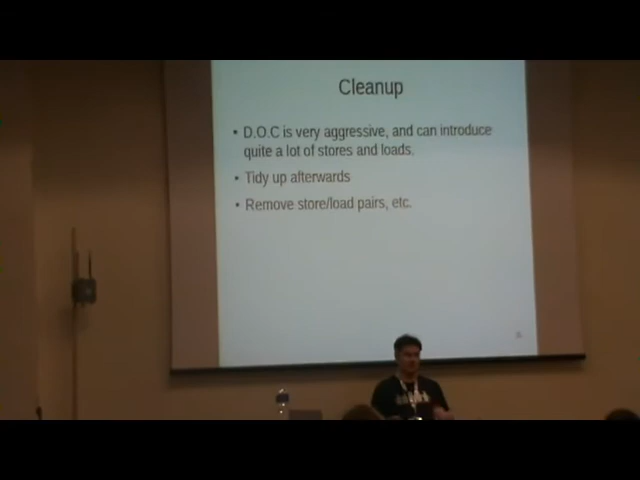 Cleanup
• D.O.C is very aggressive, and can introduce
quite a lot of stores and loads.
• Tidy up afterwards
• Remove store/load pairs, etc.